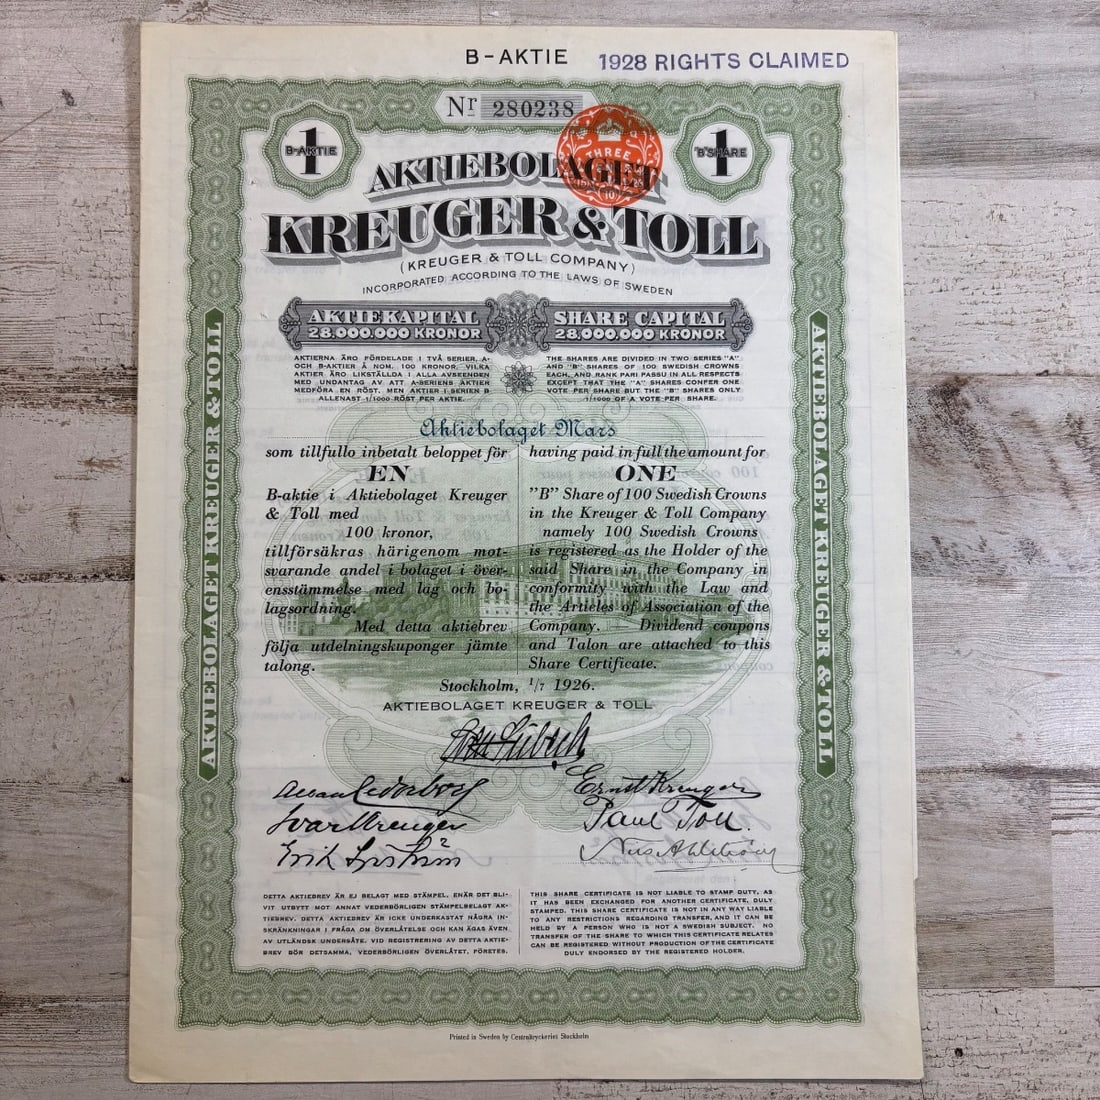 B-AKTIE
1928 RIGHTS CLAIMED
Nr 280238
1
B-AKTIE
1
"B" SHARE
THREE
AKTIEBOLAGET
KREUGER & TOLL
(KREUGER & TOLL COMPANY)
INCORPORATED ACCORDING TO THE LAWS OF SWEDEN
AKTIEKAPITAL
28.000.000 KRONOR
SHARE CAPITAL
28,000,000 KRONOR
AKTIERNA ÄRO FÖRDELADE I TVÅ SERIER, A-
OCH B-AKTIER Å NOM. 100 KRONOR, VILKA
AKTIER ÄRO LIKSTÄLLDA I ALLA AVSEENDEN
MED UNDANTAG AV ATT A-SERIENS AKTIER
MEDFÖRA EN RÖST, MEN AKTIER I SERIEN B
ALLENAST 1/1000 RÖST PER AKTIE.
THE SHARES ARE DIVIDED IN TWO SERIES "A"
AND "B" SHARES OF 100 SWEDISH CROWNS
EACH, AND RANK PARI PASSU IN ALL RESPECTS
EXCEPT THAT THE "A" SHARES CONFER ONE
VOTE PER SHARE BUT THE "B" SHARES ONLY
1/1000 OF A VOTE PER SHARE.
Aktiebolaget Mars
som tillfullo inbetalt beloppet för
EN
B-aktie i Aktiebolaget Kreuger
& Toll med
100 kronor,
tillförsäkras härigenom mot-
svarande andel i bolaget i över-
ensstämmelse med lag och bo-
lagsordning.
Med detta aktiebrev
följa utdelningskuponger jämte
talong.
having paid in full the amount for
ONE
"B" Share of 100 Swedish Crowns
in the Kreuger & Toll Company
namely 100 Swedish Crowns
is registered as the Holder of the
said Share in the Company in
conformity with the Law and
the Articles of Association of the
Company. Dividend coupons
and Talon are attached to this
Share Certificate.
Stockholm, 1/7 1926.
AKTIEBOLAGET KREUGER & TOLL
Ernst Kreuger
Ivar Kreuger
Paul Toll.
DETTA AKTIEBREV ÄR EJ BELAGT MED STÄMPEL, ENÄR DET BLI-
VIT UTBYTT MOT ANNAT VEDERBÖRLIGEN STÄMPELBELAGT AK-
TIEBREV. DETTA AKTIEBREV ÄR ICKE UNDERKASTAT NÅGRA IN-
SKRÄNKNINGAR I FRÅGA OM ÖVERLÅTELSE OCH KAN ÄGAS ÄVEN
AV UTLÄNDSK UNDERSÅTE. VID REGISTRERING AV DETTA AKTIE-
BREV BÖR DETSAMMA, VEDERBÖRLIGEN ÖVERLÅTET, FÖRETES.
THIS SHARE CERTIFICATE IS NOT LIABLE TO STAMP DUTY, AS
IT HAS BEEN EXCHANGED FOR ANOTHER CERTIFICATE, DULY
STAMPED. THIS SHARE CERTIFICATE IS NOT IN ANY WAY LIABLE
TO ANY RESTRICTIONS REGARDING TRANSFER, AND IT CAN BE
HELD BY A PERSON WHO IS NOT A SWEDISH SUBJECT. NO
TRANSFER OF THE SHARE TO WHICH THIS CERTIFICATE RELATES
CAN BE REGISTERED WITHOUT PRODUCTION OF THE CERTIFICATE
DULY ENDORSED BY THE REGISTERED HOLDER.
AKTIEBOLAGET KREUGER & TOLL
AKTIEBOLAGET KREUGER & TOLL
Printed in Sweden by Centraltryckeriet Stockholm